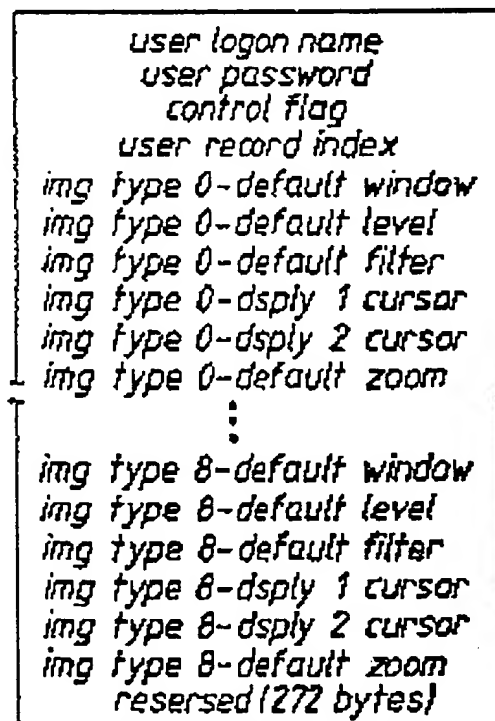 user logon name
user password
control flag
user record index
img type 0-default window
img type 0-default level
img type 0-default filter
img type 0-dsply 1 cursor
img type 0-dsply 2 cursor
img type 0-default zoom
img type 8-default window
img type 8-default level
img type 8-default filter
img type 8-dsply 1 cursor
img type 8-dsply 2 cursor
img type 8-default zoom
resersed (272 bytes)